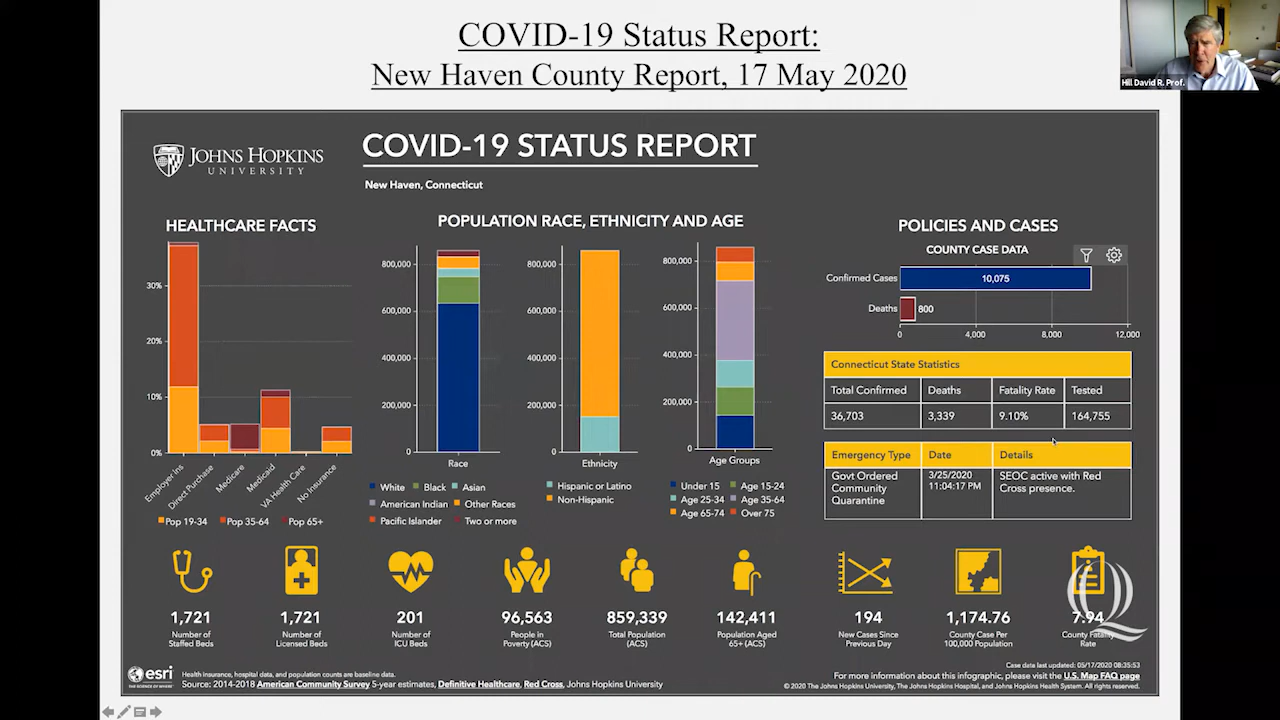 COVID-19 Status Report:
New Haven County Report, 17 May 2020
Hill David R. Prof.
JOHNS HOPKINS
UNIVERSITY
COVID-19 STATUS REPORT
New Haven, Connecticut
HEALTHCARE FACTS
30%
20%
10%
0%
Employer Ins
Direct Purchase
Medicare
Medicaid
VA Health Care
No Insurance
Pop 19-34 Pop 35-64 Pop 65+
POPULATION RACE, ETHNICITY AND AGE
800,000
600,000
400,000
200,000
0
Race
White Black Asian
American Indian Other Races
Pacific Islander Two or more
800,000
600,000
400,000
200,000
0
Ethnicity
Hispanic or Latino
Non-Hispanic
800,000
600,000
400,000
200,000
0
Age Groups
Under 15 Age 15-24
Age 25-34 Age 35-64
Age 65-74 Over 75
POLICIES AND CASES
COUNTY CASE DATA
Confirmed Cases 10,075
Deaths 800
0 4,000 8,000 12,000
Connecticut State Statistics
Total Confirmed Deaths Fatality Rate Tested
36,703 3,339 9.10% 164,755
Emergency Type Date Details
Govt Ordered Community Quarantine
3/25/2020 11:04:17 PM
SEOC active with Red Cross presence.
1,721
Number of
Staffed Beds
1,721
Number of
Licensed Beds
201
Number of
ICU Beds
96,563
People in
Poverty (ACS)
859,339
Total Population
(ACS)
142,411
Population Aged
65+ (ACS)
194
New Cases Since
Previous Day
1,174.76
County Case Per
100,000 Population
7.94
County Fatality
Rate
esri
THE SCIENCE OF WHERE
Health insurance, hospital data, and population counts are baseline data.
Source: 2014-2018 American Community Survey 5-year estimates, Definitive Healthcare, Red Cross, Johns Hopkins University
Case data last updated: 05/17/2020 08:35:53
For more information about this infographic, please visit the U.S. Map FAQ page
© 2020 The Johns Hopkins University, The Johns Hopkins Hospital, and Johns Hopkins Health System. All rights reserved.